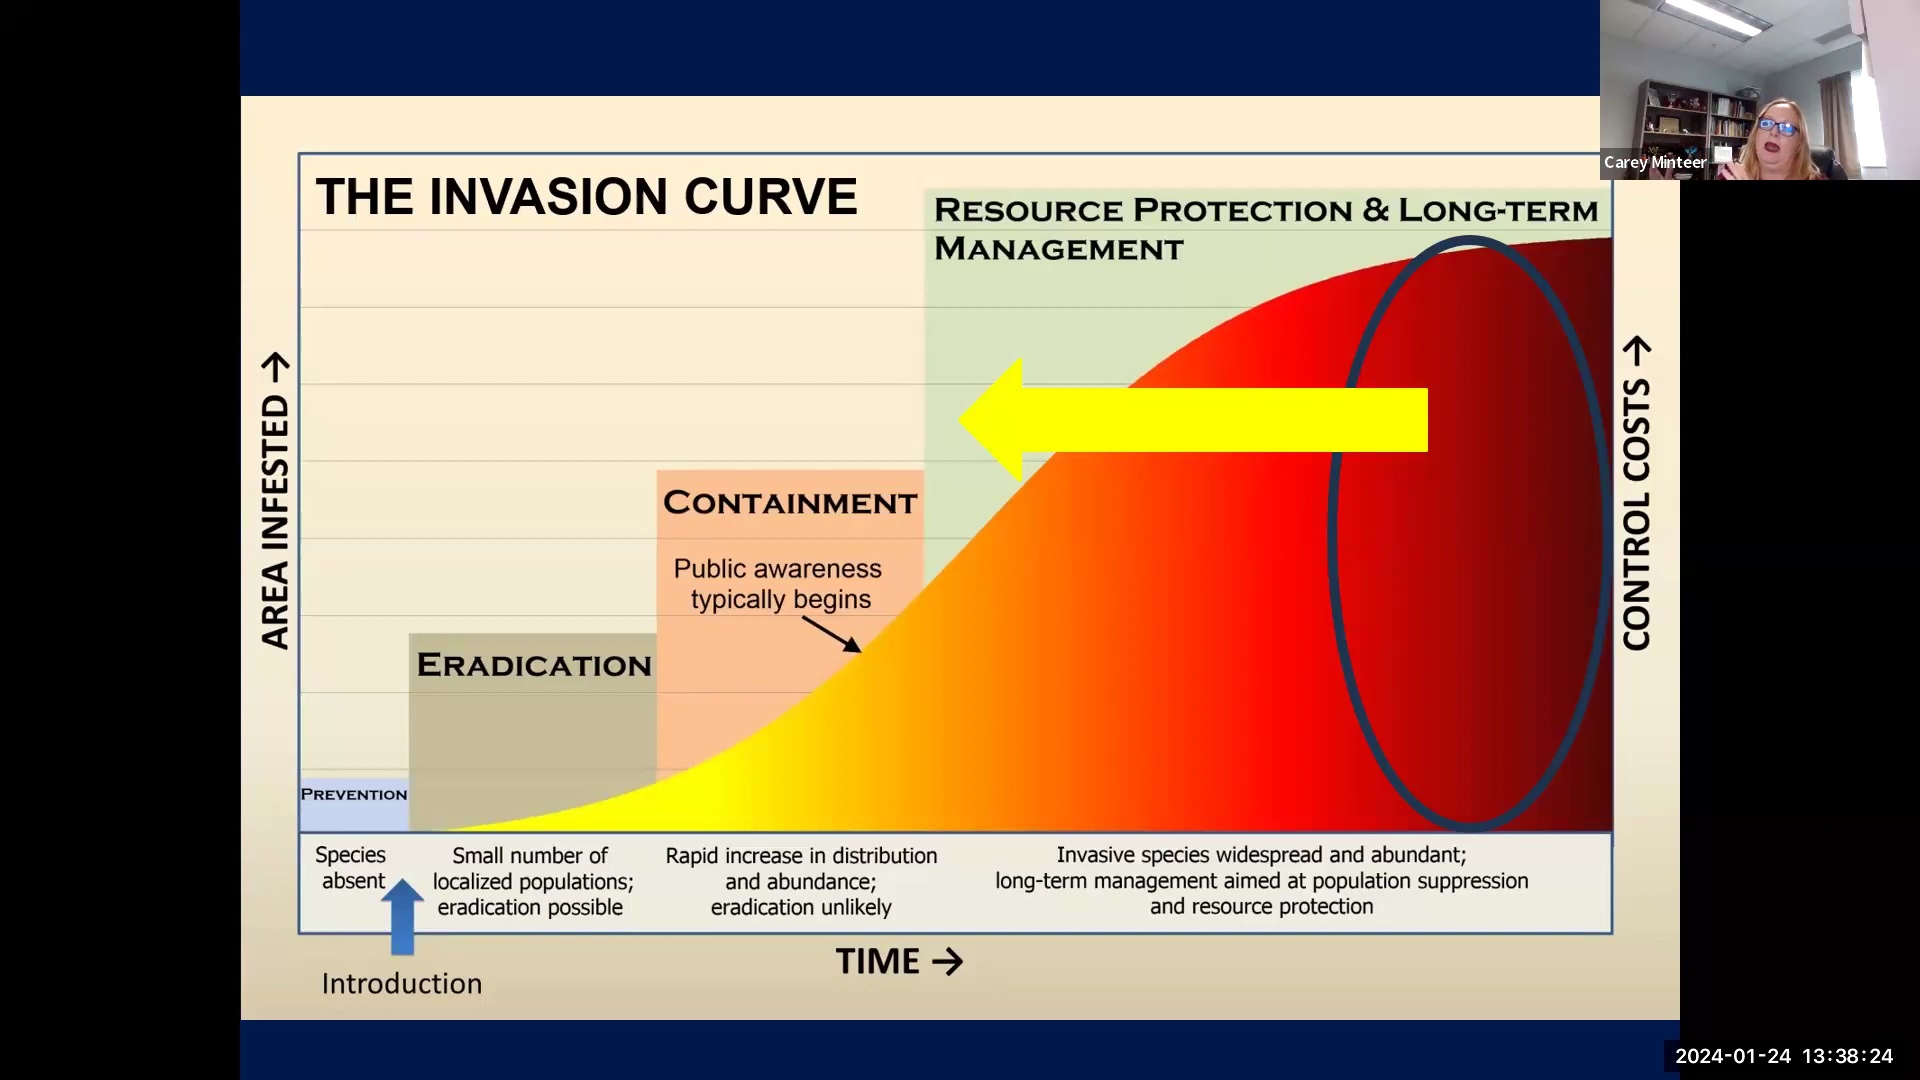 Carey Minteer
THE INVASION CURVE
RESOURCE PROTECTION & LONG-TERM
MANAGEMENT
AREA INFESTED →
CONTROL COSTS →
CONTAINMENT
Public awareness
typically begins
ERADICATION
PREVENTION
Species
absent
Small number of
localized populations;
eradication possible
Rapid increase in distribution
and abundance;
eradication unlikely
Invasive species widespread and abundant;
long-term management aimed at population suppression
and resource protection
TIME →
Introduction
2024-01-24 13:38:24